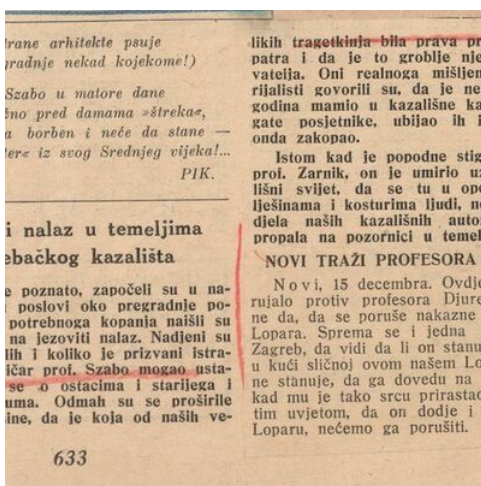 trane arhitekte psuje
gradnje nekad kojekome!)
Szabo u matore dane
pred damama »štreka«,
a borben i neće da stane —
iz svog Srednjeg vijeka!...
PIK.
i nalaz u temeljima
ebačkog kazališta
e poznato, započeli su u na-
poslovi oko pregradnje po-
potrebnoga kopanja naišli su
na jezoviti nalaz. Nadjeni su
lih i koliko je prizvani istra-
ičar prof. Szabo mogao usta-
se o ostacima i starijega i
uma. Odmah su se proširile
ine, da je koja od naših ve-
633
likih tragetkinja bila prava pr
patra i da je to groblje nje
vatelja. Oni realnoga mišljen
rijalisti govorili su, da je ne
godina mamio u kazališne ka
gate posjetnike, ubijao ih i
onda zakopao.
Istom kad je popodne stig
prof. Zarnik, on je umirio uz
lišni svijet, da se tu u opć
lješinama i kosturima ljudi, ne
djela naših kazališnih auto
propala na pozornici u temel
NOVI TRAŽI PROFESORA
Novi, 15 decembra. Ovdje
rujalo protiv profesora Djure
ne da, da se poruše nakazne
Lopara. Sprema se i jedna
Zagreb, da vidi da li on stanu
u kući sličnoj ovom našem Lo
ne stanuje, da ga dovedu na
kad mu je tako srcu prirastao
tim uvjetom, da on dodje i
Loparu, nećemo ga porušiti.